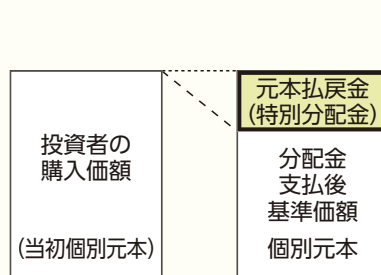 投資者の
購入価額
(当初個別元本)
元本払戻金
(特別分配金)
分配金
支払後
基準価額
個別元本